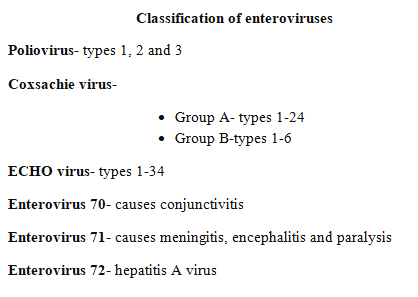 Classification of enteroviruses
Poliovirus- types 1, 2 and 3
Coxsachie virus-
• Group A- types 1-24
• Group B-types 1-6
ECHO virus- types 1-34
Enterovirus 70- causes conjunctivitis
Enterovirus 71- causes meningitis, encephalitis and paralysis
Enterovirus 72- hepatitis A virus